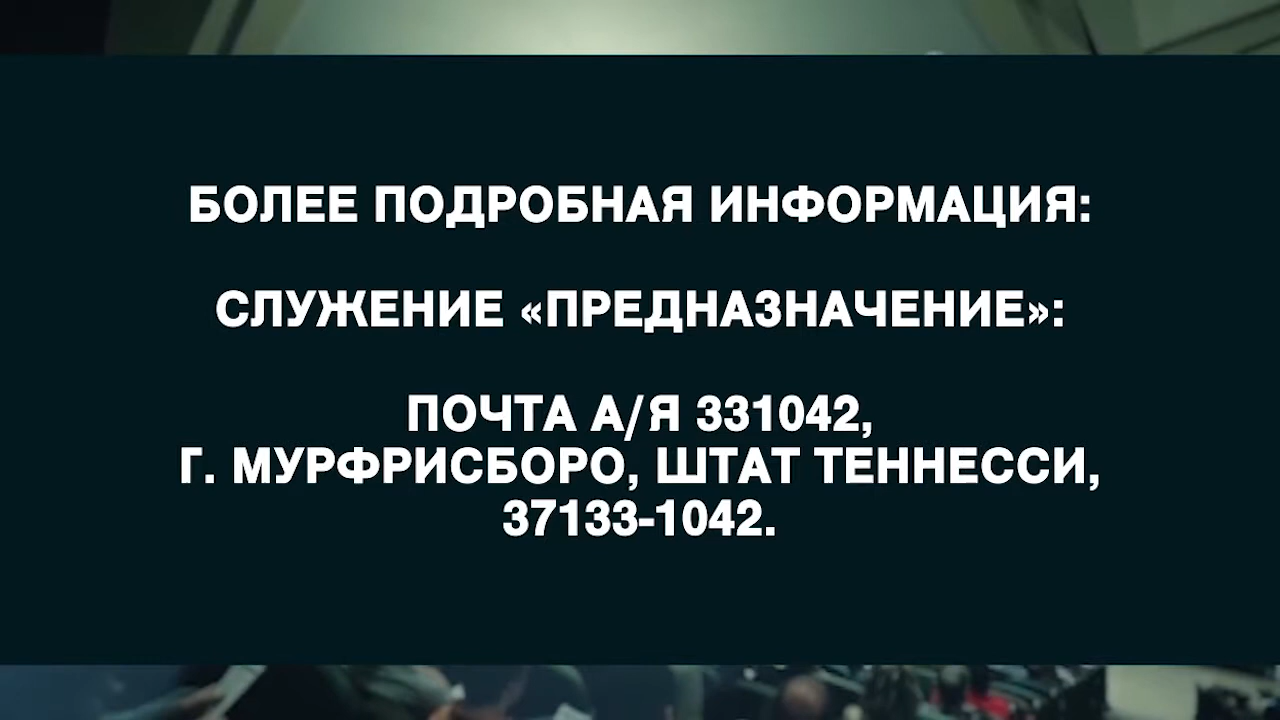 БОЛЕЕ ПОДРОБНАЯ ИНФОРМАЦИЯ:
СЛУЖЕНИЕ «ПРЕДНАЗНАЧЕНИЕ»:
ПОЧТА А/Я 331042,
Г. МУРФРИСБОРО, ШТАТ ТЕННЕССИ,
37133-1042.